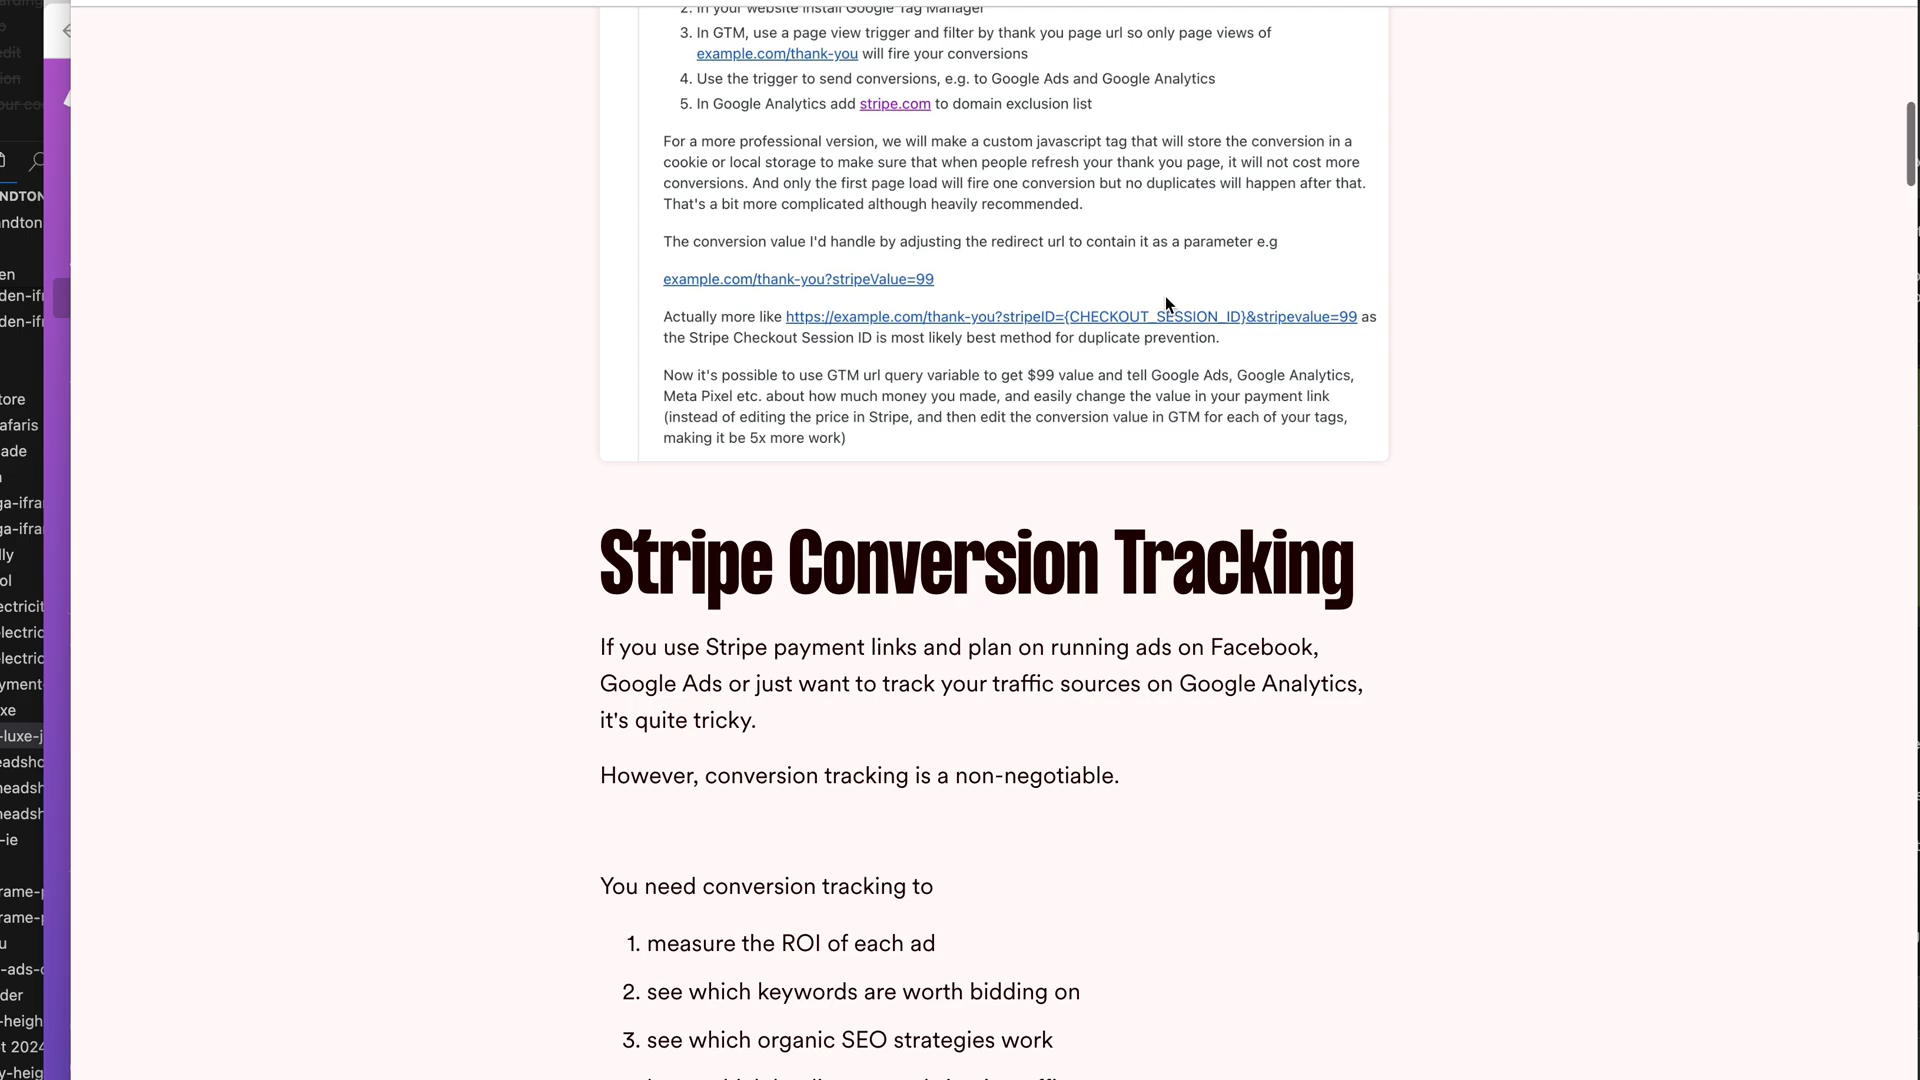 2. In your website install Google Tag Manager
3. In GTM, use a page view trigger and filter by thank you page url so only page views of
example.com/thank-you will fire your conversions
4. Use the trigger to send conversions, e.g. to Google Ads and Google Analytics
5. In Google Analytics add stripe.com to domain exclusion list
For a more professional version, we will make a custom javascript tag that will store the conversion in a
cookie or local storage to make sure that when people refresh your thank you page, it will not cost more
conversions. And only the first page load will fire one conversion but no duplicates will happen after that.
That's a bit more complicated although heavily recommended.
The conversion value I'd handle by adjusting the redirect url to contain it as a parameter e.g
example.com/thank-you?stripeValue=99
Actually more like https://example.com/thank-you?stripeID={CHECKOUT_SESSION_ID}&stripevalue=99 as
the Stripe Checkout Session ID is most likely best method for duplicate prevention.
Now it's possible to use GTM url query variable to get $99 value and tell Google Ads, Google Analytics,
Meta Pixel etc. about how much money you made, and easily change the value in your payment link
(instead of editing the price in Stripe, and then edit the conversion value in GTM for each of your tags,
making it be 5x more work)
Stripe Conversion Tracking
If you use Stripe payment links and plan on running ads on Facebook,
Google Ads or just want to track your traffic sources on Google Analytics,
it's quite tricky.
However, conversion tracking is a non-negotiable.
You need conversion tracking to
1. measure the ROI of each ad
2. see which keywords are worth bidding on
3. see which organic SEO strategies work